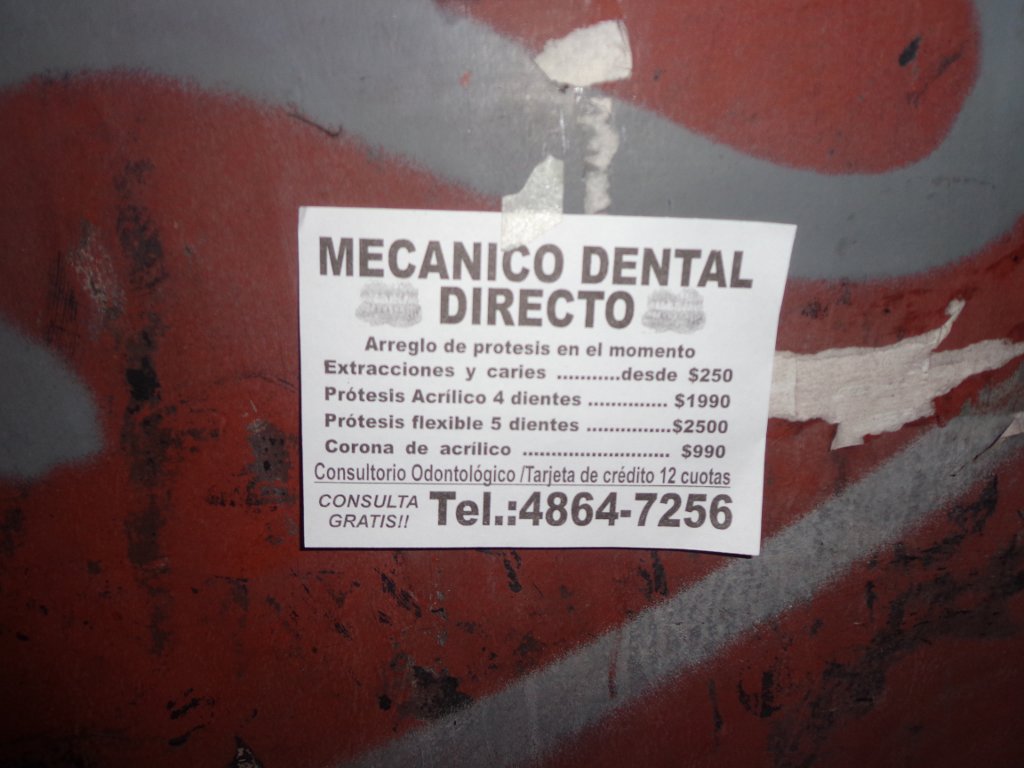 MECANICO DENTAL
DIRECTO
Arreglo de protesis en el momento
Extracciones y caries ...........desde $250
Prótesis Acrílico 4 dientes .............. $1990
Prótesis flexible 5 dientes ...............$2500
Corona de acrílico .......................... $990
Consultorio Odontológico /Tarjeta de crédito 12 cuotas
CONSULTA
GRATIS!!
Tel.:4864-7256